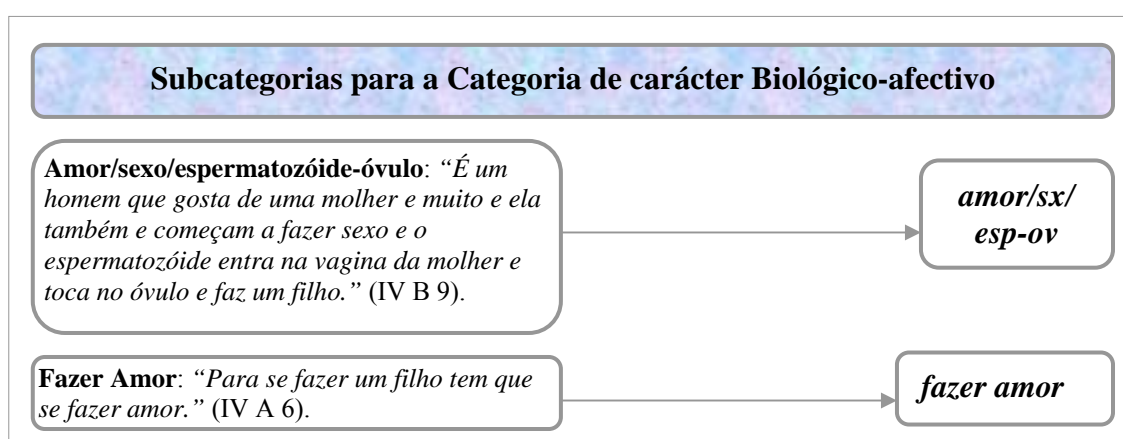 Subcategorias para a Categoria de carácter Biológico-afectivo
Amor/sexo/espermatozóide-óvulo: “É um
homem que gosta de uma molher e muito e ela
também e começam a fazer sexo e o
espermatozóide entra na vagina da molher e
toca no óvulo e faz um filho.” (IV B 9).
amor/sx/
esp-ov
Fazer Amor: “Para se fazer um filho tem que
se fazer amor.” (IV A 6).
fazer amor